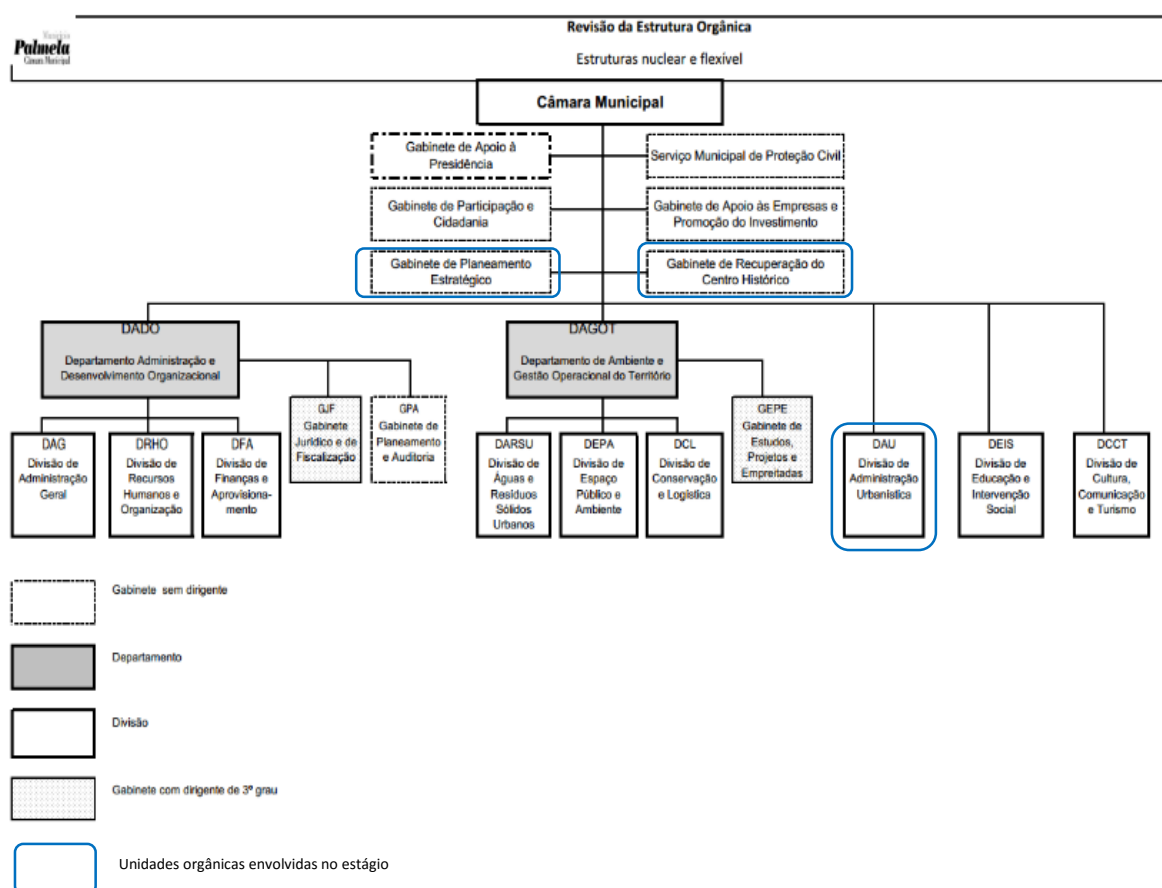 Município
Palmela
Câmara Municipal
Revisão da Estrutura Orgânica
Estruturas nuclear e flexível
Câmara Municipal
Gabinete de Apoio à
Presidência
Serviço Municipal de Proteção Civil
Gabinete de Participação e
Cidadania
Gabinete de Apoio às Empresas e
Promoção do Investimento
Gabinete de Planeamento
Estratégico
Gabinete de Recuperação do
Centro Histórico
DADO
Departamento Administração e
Desenvolvimento Organizacional
DAGOT
Departamento de Ambiente e
Gestão Operacional do Território
GJF
Gabinete
Jurídico e de
Fiscalização
GPA
Gabinete de
Planeamento
e Auditoria
GEPE
Gabinete de
Estudos,
Projetos e
Empreitadas
DAG
Divisão de
Administração
Geral
DRHO
Divisão de
Recursos
Humanos e
Organização
DFA
Divisão de
Finanças e
Aprovisiona-
mento
DARSU
Divisão de
Águas e
Resíduos
Sólidos
Urbanos
DEPA
Divisão de
Espaço
Público e
Ambiente
DCL
Divisão de
Conservação
e Logística
DAU
Divisão de
Administração
Urbanística
DEIS
Divisão de
Educação e
Intervenção
Social
DCCT
Divisão de
Cultura,
Comunicação
e Turismo
Gabinete sem dirigente
Departamento
Divisão
Gabinete com dirigente de 3º grau
Unidades orgânicas envolvidas no estágio